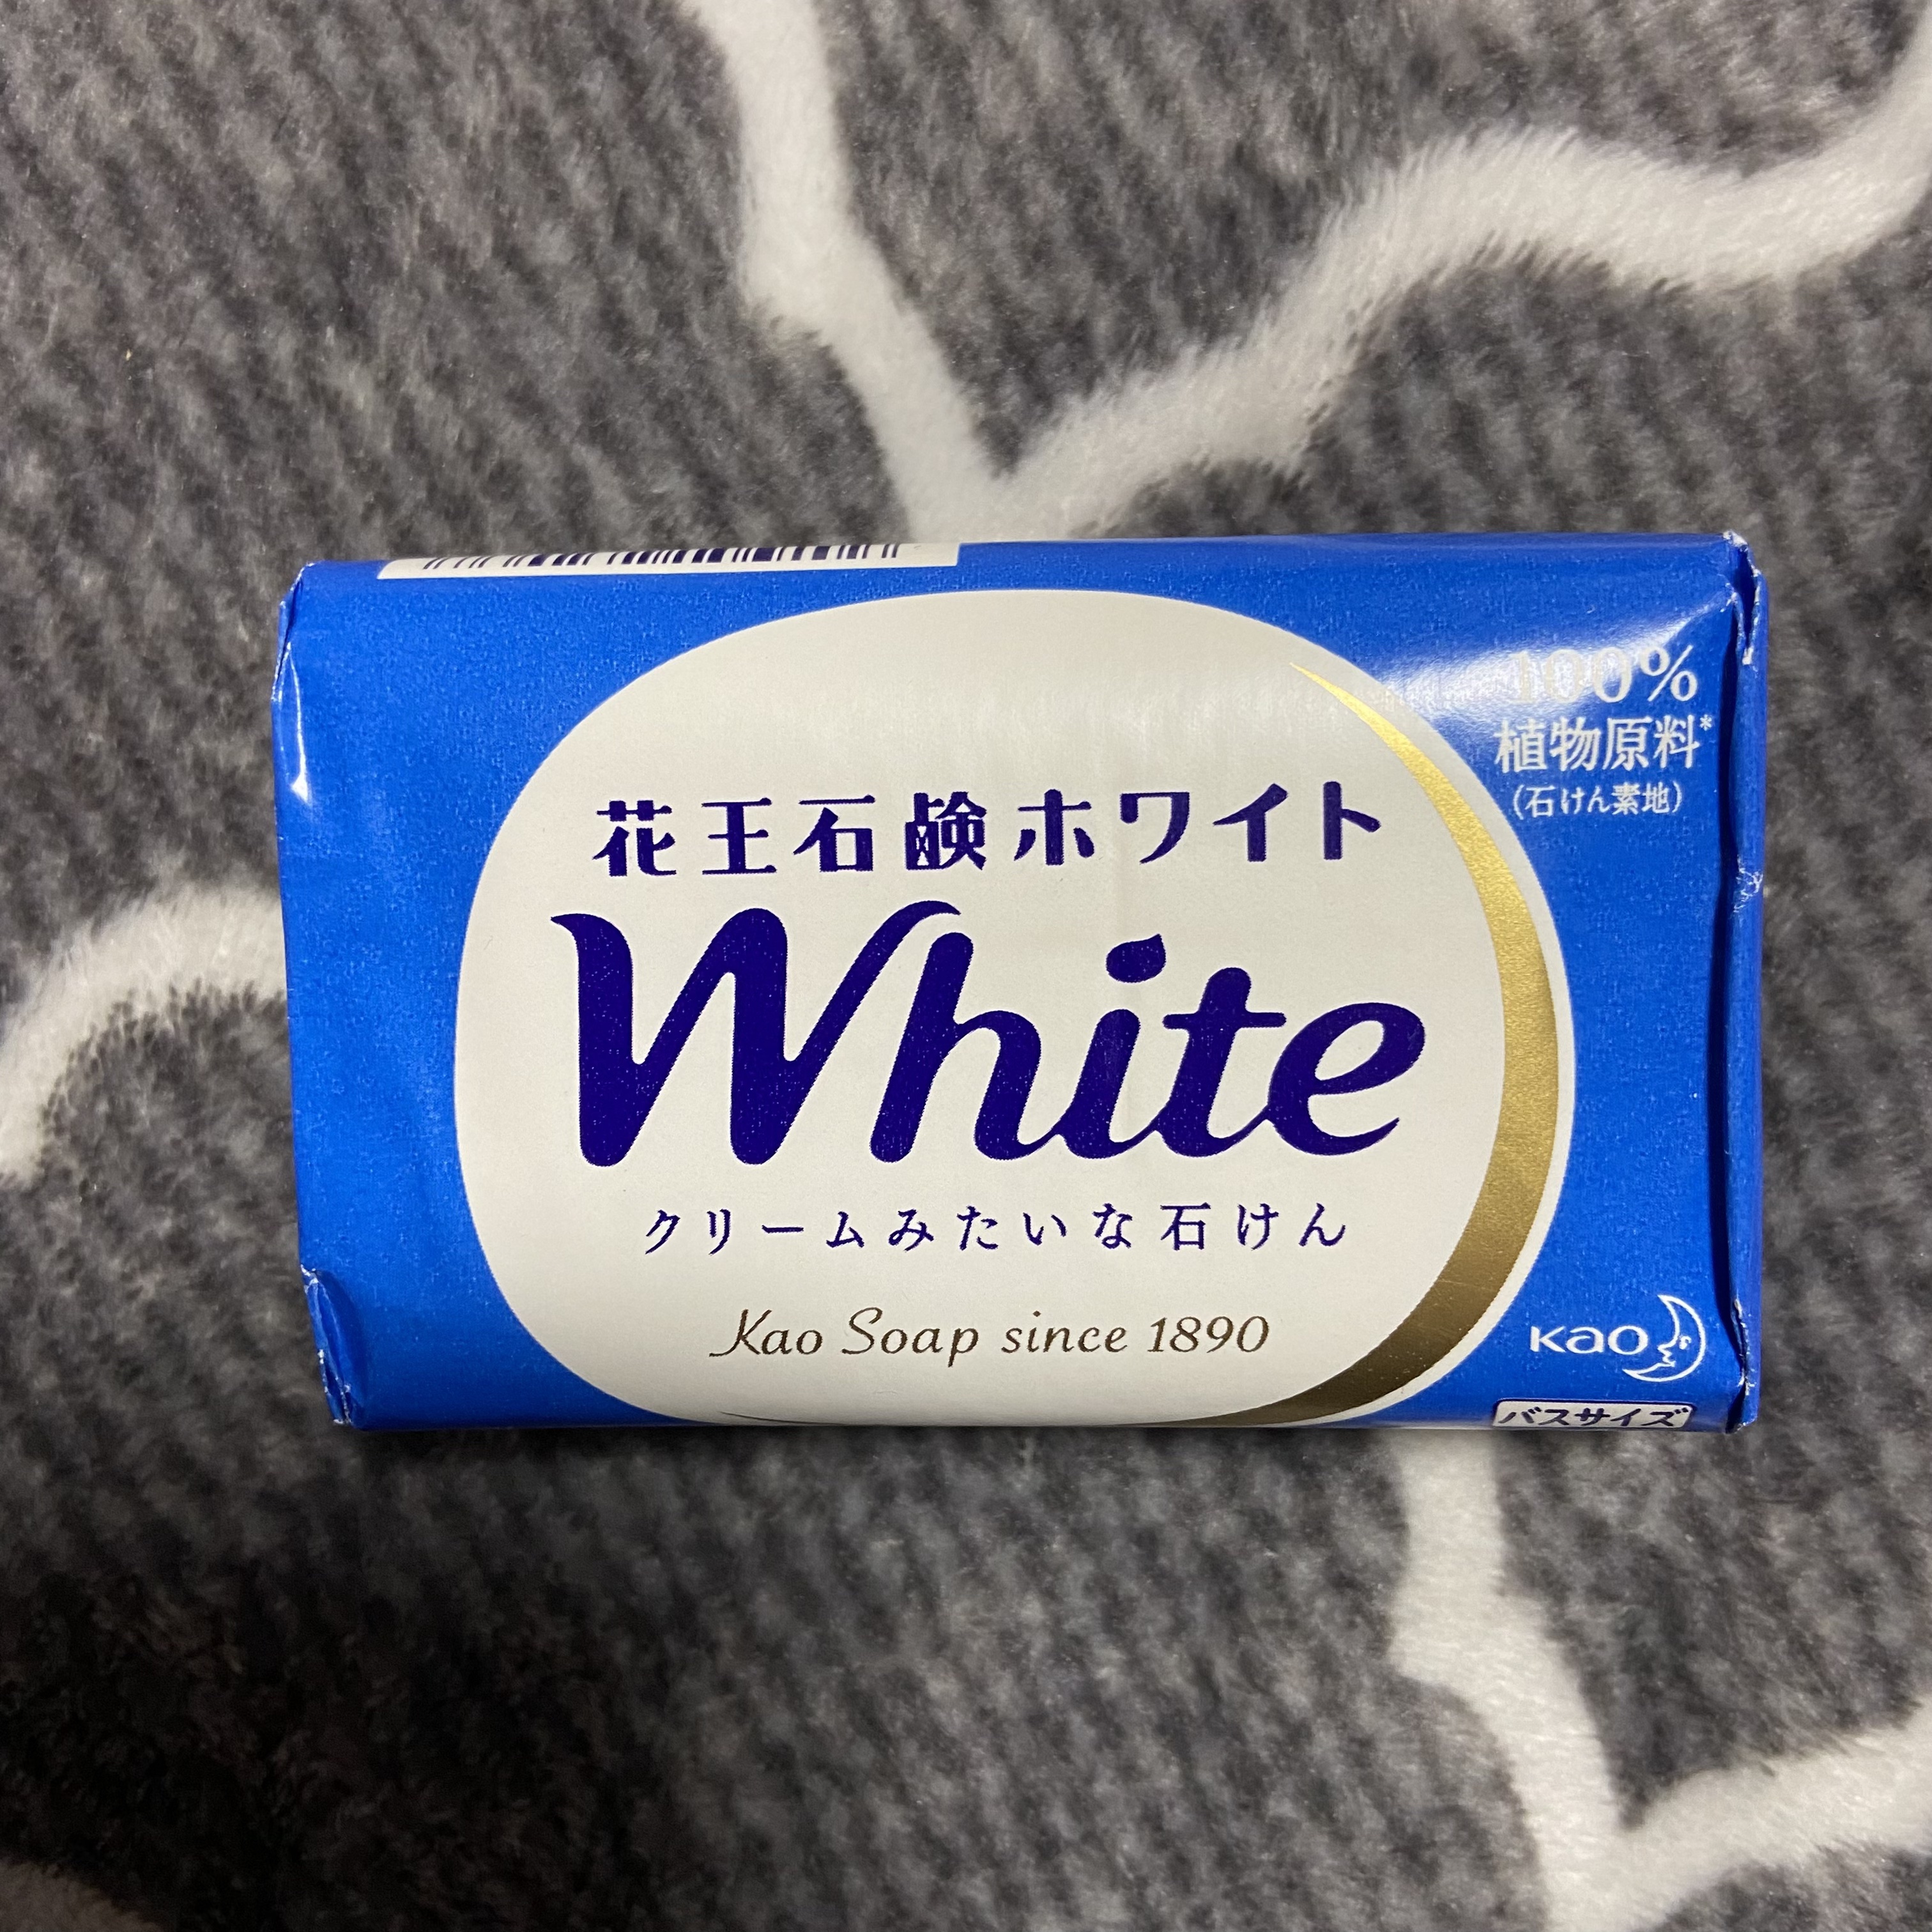 100%
植物原料*
(石けん素地)
花王石鹸ホワイト
White
クリームみたいな石けん
Kao Soap since 1890
Kao
バスサイズ